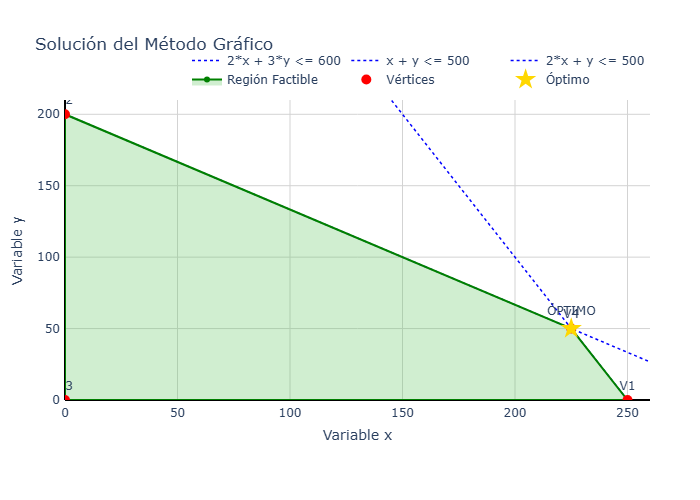 Solución del Método Gráfico
2*x + 3*y <= 600 x + y <= 500 2*x + y <= 500
Región Factible Vértices Óptimo
2
200
150
100
50
0
Variable y
ÓPTIMO
V4
3
V1
0 50 100 150 200 250
Variable x